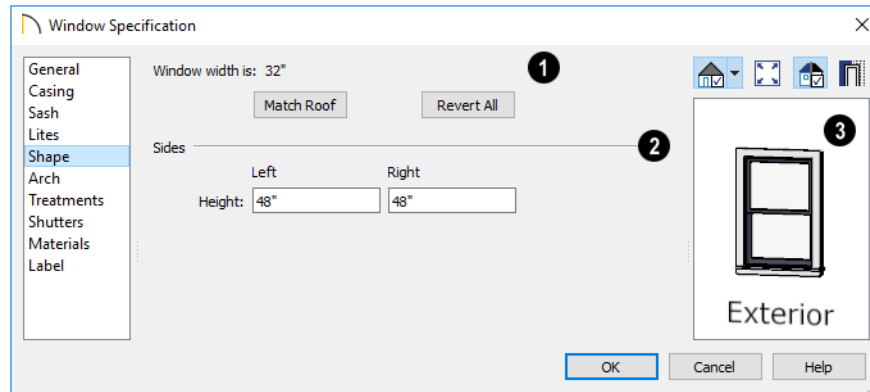 Window Specification
General
Casing
Sash
Lites
Shape
Arch
Treatments
Shutters
Materials
Label
Window width is: 32"
1
Match Roof
Revert All
Sides
2
Left
Right
Height:
48"
48"
3
Exterior
OK
Cancel
Help